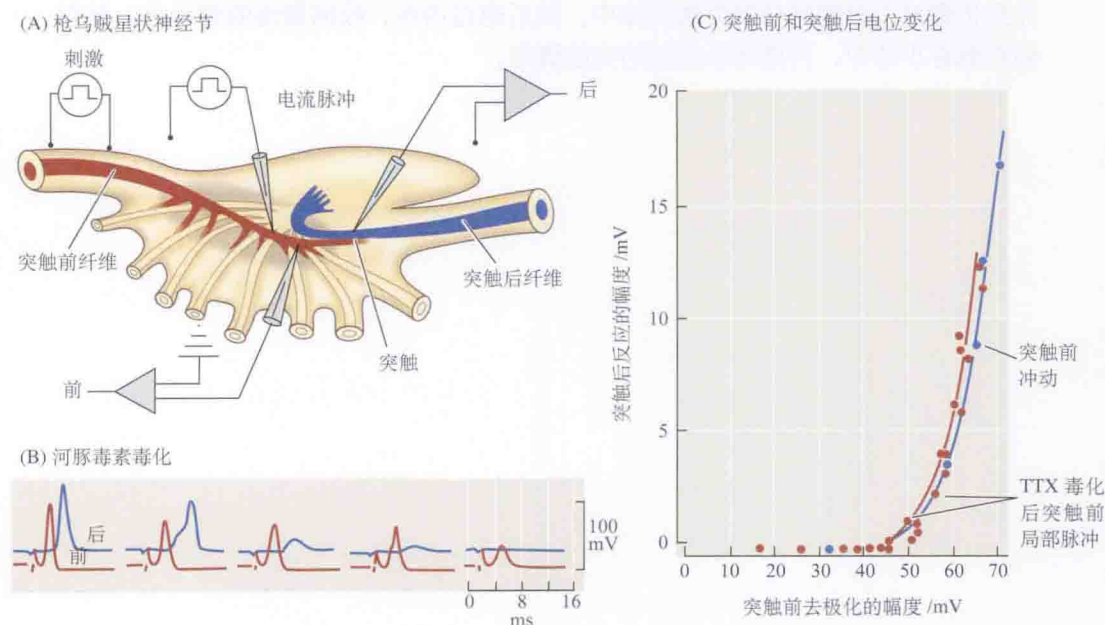 (A) 枪乌贼星状神经节
刺激
电流脉冲
后
突触前纤维
突触后纤维
突触
前
(B) 河豚毒素毒化
后
前
100
mV
0 8 16
ms
(C) 突触前和突触后电位变化
突触后反应的幅度 /mV
20
15
10
5
0
突触前
冲动
TTX 毒化
后突触前
局部脉冲
0 10 20 30 40 50 60 70
突触前去极化的幅度 /mV